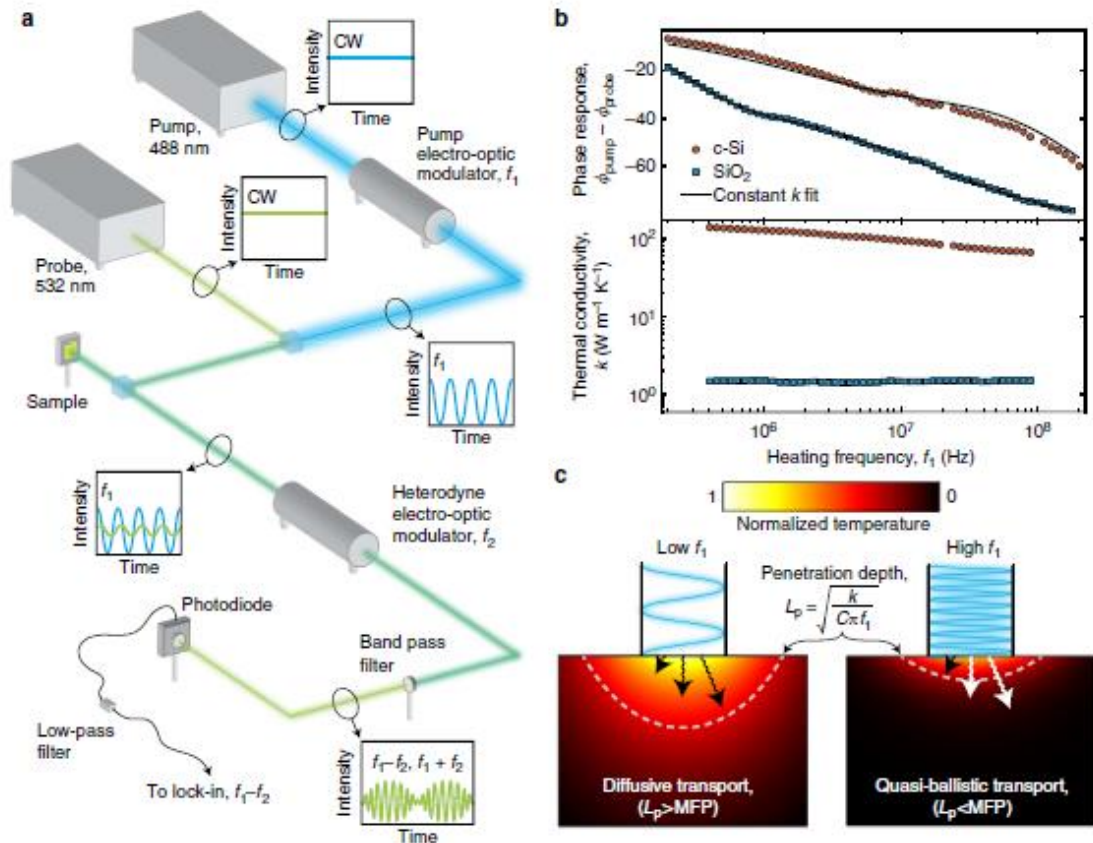 a
Intensity
CW
Time
Pump,
488 nm
Pump
electro-optic
modulator, f₁
Intensity
CW
Time
Probe,
532 nm
Intensity
f₁
Time
Sample
Intensity
f₁
Time
Heterodyne
electro-optic
modulator, f₂
Photodiode
Band pass
filter
Low-pass
filter
To lock-in, f₁–f₂
Intensity
f₁–f₂, f₁ + f₂
Time
b
Phase response,
ϕpump – ϕprobe
−20
−40
−60
c-Si
SiO₂
Constant k fit
Thermal conductivity,
k (W m⁻¹ K⁻¹)
10²
10¹
10⁰
10⁶
10⁷
10⁸
Heating frequency, f₁ (Hz)
c
1
0
Normalized temperature
Low f₁
High f₁
Penetration depth,
Lp = √(k / Cπf₁)
Diffusive transport,
(Lp>MFP)
Quasi-ballistic transport,
(Lp<MFP)